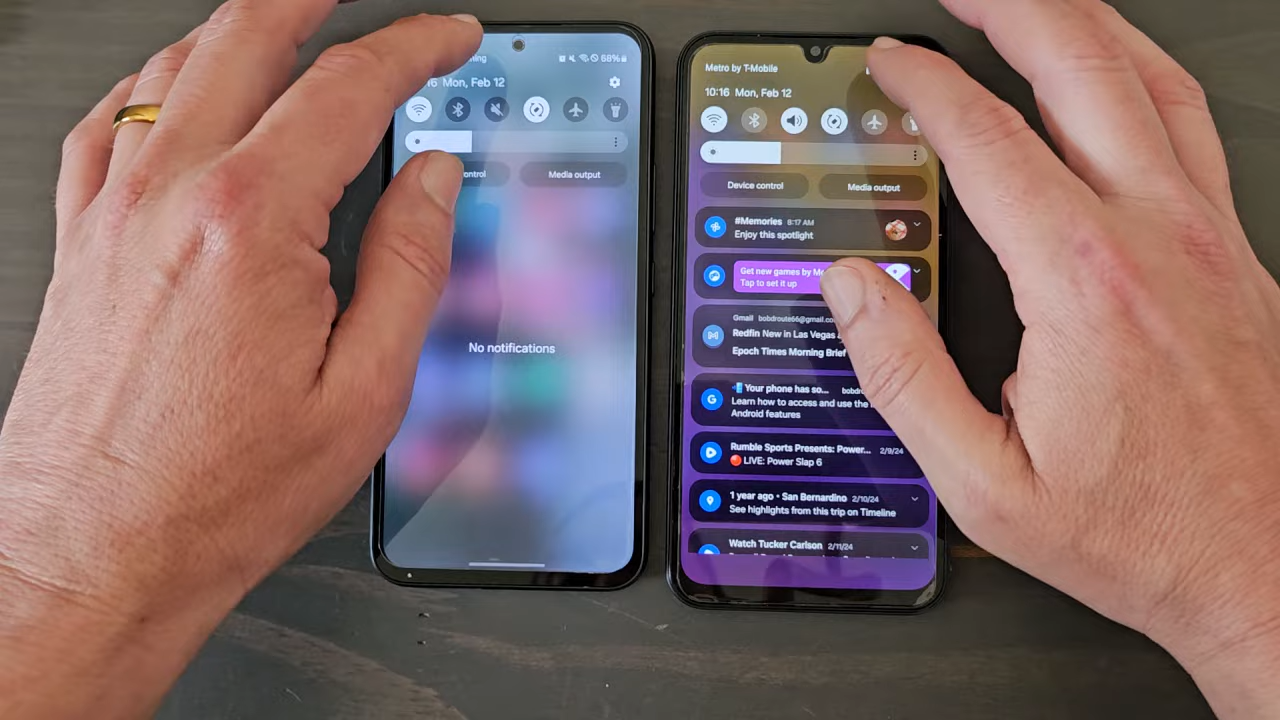 68%
16 Mon, Feb 12
Media output
No notifications
Metro by T-Mobile
10:16 Mon, Feb 12
Device control
Media output
#Memories 8:17 AM
Enjoy this spotlight
Get new games by
Tap to set it up
Gmail
Redfin New in Las Vegas
Epoch Times Morning Brief
Your phone has so...
Learn how to access and use the
Android features
Rumble Sports Presents: Power... 2/9/24
LIVE: Power Slap 6
1 year ago • San Bernardino 2/10/24
See highlights from this trip on Timeline
Watch Tucker Carlson 2/11/24